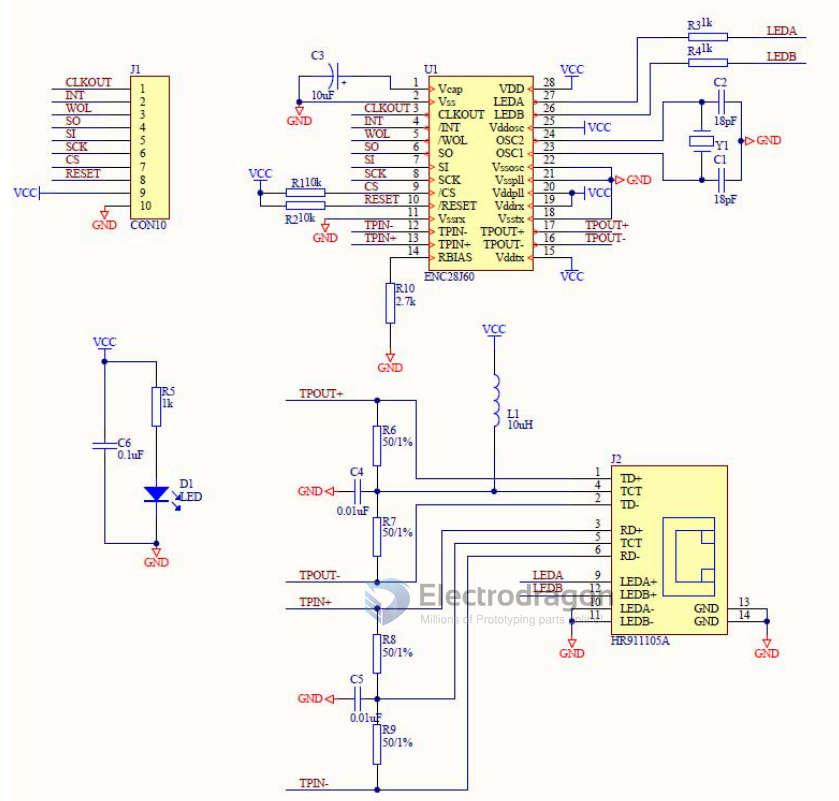 J1
CLKOUT 1
INT 2
WOL 3
SO 4
SI 5
SCK 6
CS 7
RESET 8
VCC 9
10
GND
CON10
C3
10uF
GND
U1
1 Vcap
2 Vss
CLKOUT 3 CLKOUT
INT 4 /INT
WOL 5 /WOL
SO 6 SO
SI 7 SI
SCK 8 SCK
CS 9 /CS
RESET 10 /RESET
11 Vssrx
TPIN- 12 TPIN-
TPIN+ 13 TPIN+
14 RBIAS
VCC
R1 10k
R2 10k
GND
VDD 28 VCC
LEDA 27
LEDB 26
Vddosc 25 VCC
OSC2 24
OSC1 23
Vssosc 22
Vsspll 21 GND
Vddpll 20 VCC
Vddrx 19
Vsstx 18
TPOUT+ 17 TPOUT+
TPOUT- 16 TPOUT-
Vddtx 15
VCC
ENC28J60
R3 1k LEDA
R4 1k LEDB
C2
18pF
Y1
GND
C1
18pF
R10
2.7k
GND
VCC
R5
1k
C6
0.1uF
D1
LED
GND
VCC
L1
10uH
TPOUT+
R6
50/1%
C4
GND
0.01uF
R7
50/1%
TPOUT-
TPIN+
R8
50/1%
C5
GND
0.01uF
R9
50/1%
TPIN-
J2
1 TD+
4 TCT
2 TD-
3 RD+
5 TCT
6 RD-
LEDA 9 LEDA+
LEDB 12 LEDB+
10 LEDA- GND 13
11 LEDB- GND 14
GND
HR911105A
GND
Electrodragon
Millions of Prototyping parts online